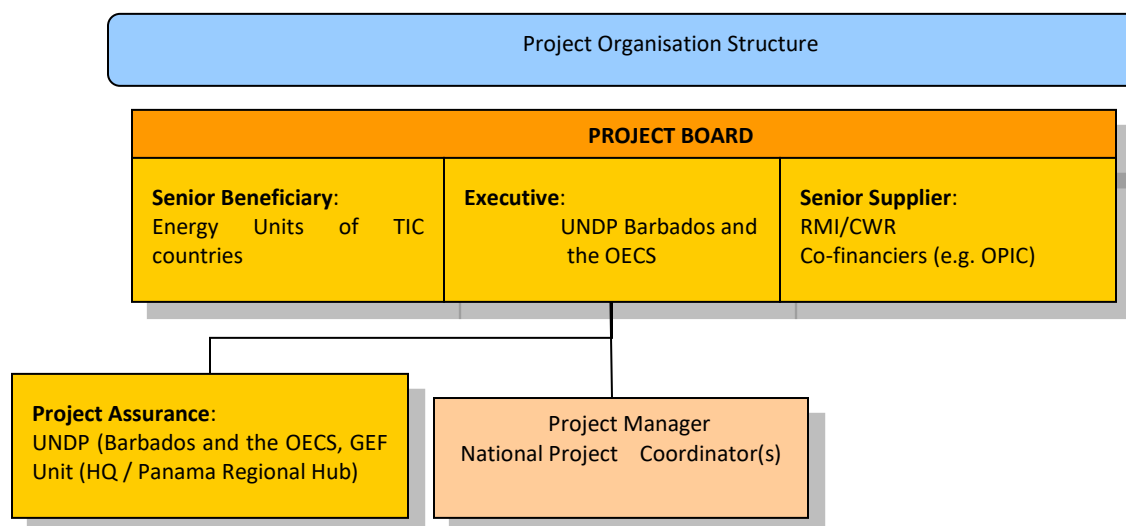 Project Organisation Structure
PROJECT BOARD
Senior Beneficiary:
Energy Units of TIC
countries
Executive:
UNDP Barbados and
the OECS
Senior Supplier:
RMI/CWR
Co-financiers (e.g. OPIC)
Project Assurance:
UNDP (Barbados and the OECS, GEF
Unit (HQ / Panama Regional Hub)
Project Manager
National Project Coordinator(s)